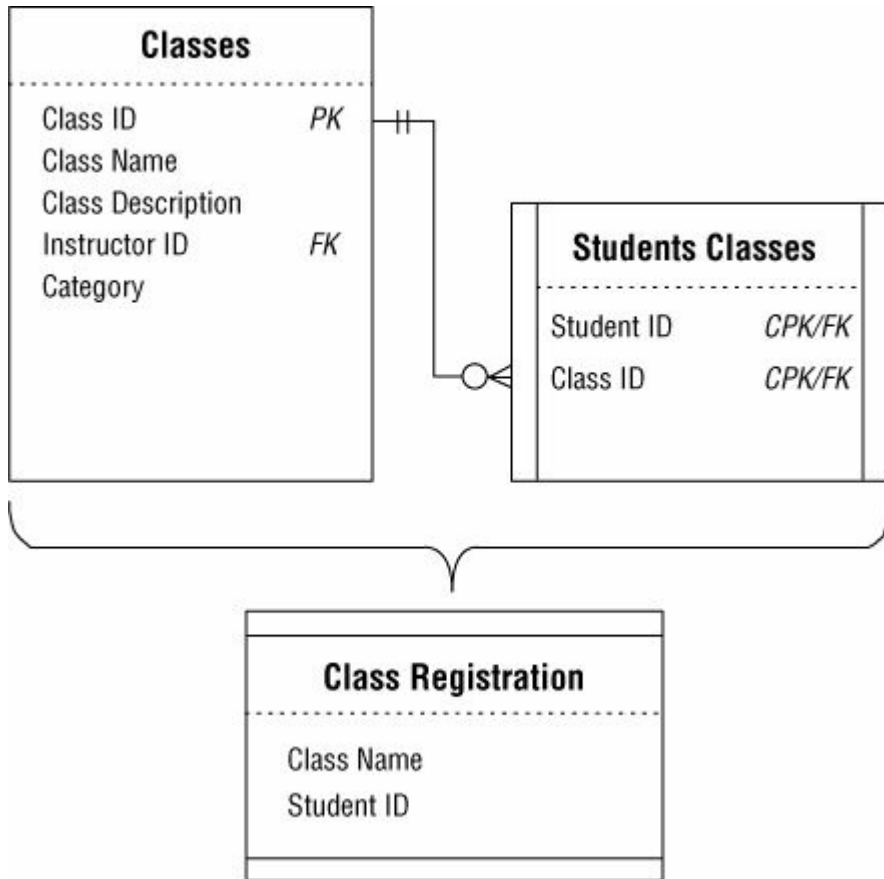 Classes
Class ID PK
Class Name
Class Description
Instructor ID FK
Category
Students Classes
Student ID CPK/FK
Class ID CPK/FK
Class Registration
Class Name
Student ID